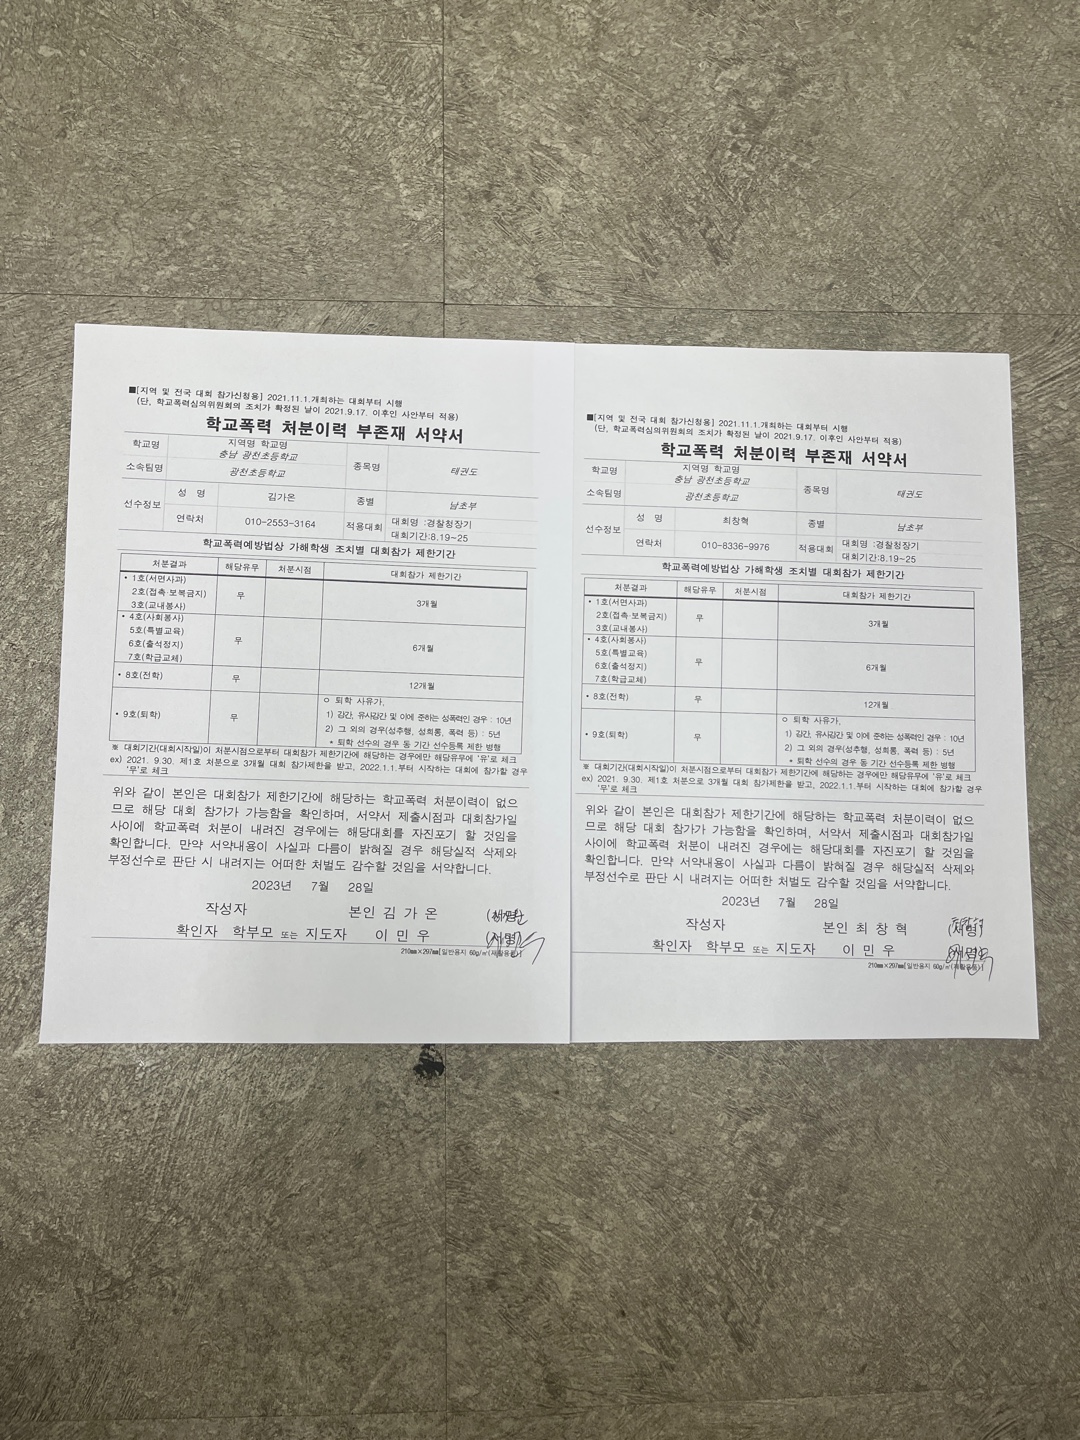 ■[지역 및 전국 대회 참가신청용] 2021.11.1.개최하는 대회부터 시행
(단, 학교폭력심의위원회의 조치가 확정된 날이 2021.9.17. 이후인 사안부터 적용)
학교폭력 처분이력 부존재 서약서
학교명
지역명 학교명
충남 광천초등학교
종목명
태권도
소속팀명
광천초등학교
선수정보
성 명
김가온
종별
남초부
연락처
010-2553-3164
적용대회
대회명 :경찰청장기
대회기간:8.19~25
학교폭력예방법상 가해학생 조치별 대회참가 제한기간
처분결과 해당유무 처분시점 대회참가 제한기간
• 1호(서면사과)
2호(접촉·보복금지)
3호(교내봉사)
무
3개월
• 4호(사회봉사)
5호(특별교육)
6호(출석정지)
7호(학급교체)
무
6개월
• 8호(전학)
무
12개월
• 9호(퇴학)
무
ㅇ 퇴학 사유가,
1) 강간, 유사강간 및 이에 준하는 성폭력인 경우 : 10년
2) 그 외의 경우(성추행, 성희롱, 폭력 등) : 5년
* 퇴학 선수의 경우 동 기간 선수등록 제한 병행
※ 대회기간(대회시작일)이 처분시점으로부터 대회참가 제한기간에 해당하는 경우에만 해당유무에 '유'로 체크
ex) 2021. 9.30. 제1호 처분으로 3개월 대회 참가제한을 받고, 2022.1.1.부터 시작하는 대회에 참가할 경우
'무'로 체크
위와 같이 본인은 대회참가 제한기간에 해당하는 학교폭력 처분이력이 없으
므로 해당 대회 참가가 가능함을 확인하며, 서약서 제출시점과 대회참가일
사이에 학교폭력 처분이 내려진 경우에는 해당대회를 자진포기 할 것임을
확인합니다. 만약 서약내용이 사실과 다름이 밝혀질 경우 해당실적 삭제와
부정선수로 판단 시 내려지는 어떠한 처벌도 감수할 것임을 서약합니다.
2023년 7월 28일
작성자 본인 김 가 온 (서명)
확인자 학부모 또는 지도자 이 민 우 (서명)
210㎜×297㎜[일반용지 60g/㎡(재활용품)]
■[지역 및 전국 대회 참가신청용] 2021.11.1.개최하는 대회부터 시행
(단, 학교폭력심의위원회의 조치가 확정된 날이 2021.9.17. 이후인 사안부터 적용)
학교폭력 처분이력 부존재 서약서
학교명
지역명 학교명
충남 광천초등학교
종목명
태권도
소속팀명
광천초등학교
선수정보
성 명
최창혁
종별
남초부
연락처
010-8336-9976
적용대회
대회명 :경찰청장기
대회기간:8.19~25
학교폭력예방법상 가해학생 조치별 대회참가 제한기간
처분결과 해당유무 처분시점 대회참가 제한기간
• 1호(서면사과)
2호(접촉·보복금지)
3호(교내봉사)
무
3개월
• 4호(사회봉사)
5호(특별교육)
6호(출석정지)
7호(학급교체)
무
6개월
• 8호(전학)
무
12개월
• 9호(퇴학)
무
ㅇ 퇴학 사유가,
1) 강간, 유사강간 및 이에 준하는 성폭력인 경우 : 10년
2) 그 외의 경우(성추행, 성희롱, 폭력 등) : 5년
* 퇴학 선수의 경우 동 기간 선수등록 제한 병행
※ 대회기간(대회시작일)이 처분시점으로부터 대회참가 제한기간에 해당하는 경우에만 해당유무에 '유'로 체크
ex) 2021. 9.30. 제1호 처분으로 3개월 대회 참가제한을 받고, 2022.1.1.부터 시작하는 대회에 참가할 경우
'무'로 체크
위와 같이 본인은 대회참가 제한기간에 해당하는 학교폭력 처분이력이 없으
므로 해당 대회 참가가 가능함을 확인하며, 서약서 제출시점과 대회참가일
사이에 학교폭력 처분이 내려진 경우에는 해당대회를 자진포기 할 것임을
확인합니다. 만약 서약내용이 사실과 다름이 밝혀질 경우 해당실적 삭제와
부정선수로 판단 시 내려지는 어떠한 처벌도 감수할 것임을 서약합니다.
2023년 7월 28일
작성자 본인 최 창 혁 (서명)
확인자 학부모 또는 지도자 이 민 우 (서명)
210㎜×297㎜[일반용지 60g/㎡(재활용품)]